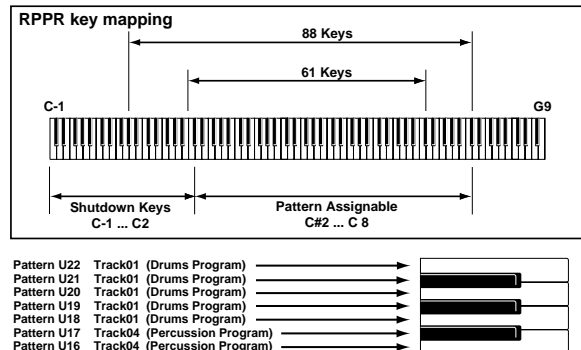 RPPR key mapping
88 Keys
61 Keys
C-1 G9
Shutdown Keys Pattern Assignable
C-1 ... C2 C#2 ... C 8
Pattern U22 Track01 (Drums Program)
Pattern U21 Track01 (Drums Program)
Pattern U20 Track01 (Drums Program)
Pattern U19 Track01 (Drums Program)
Pattern U18 Track01 (Drums Program)
Pattern U17 Track04 (Percussion Program)
Pattern U16 Track04 (Percussion Program)